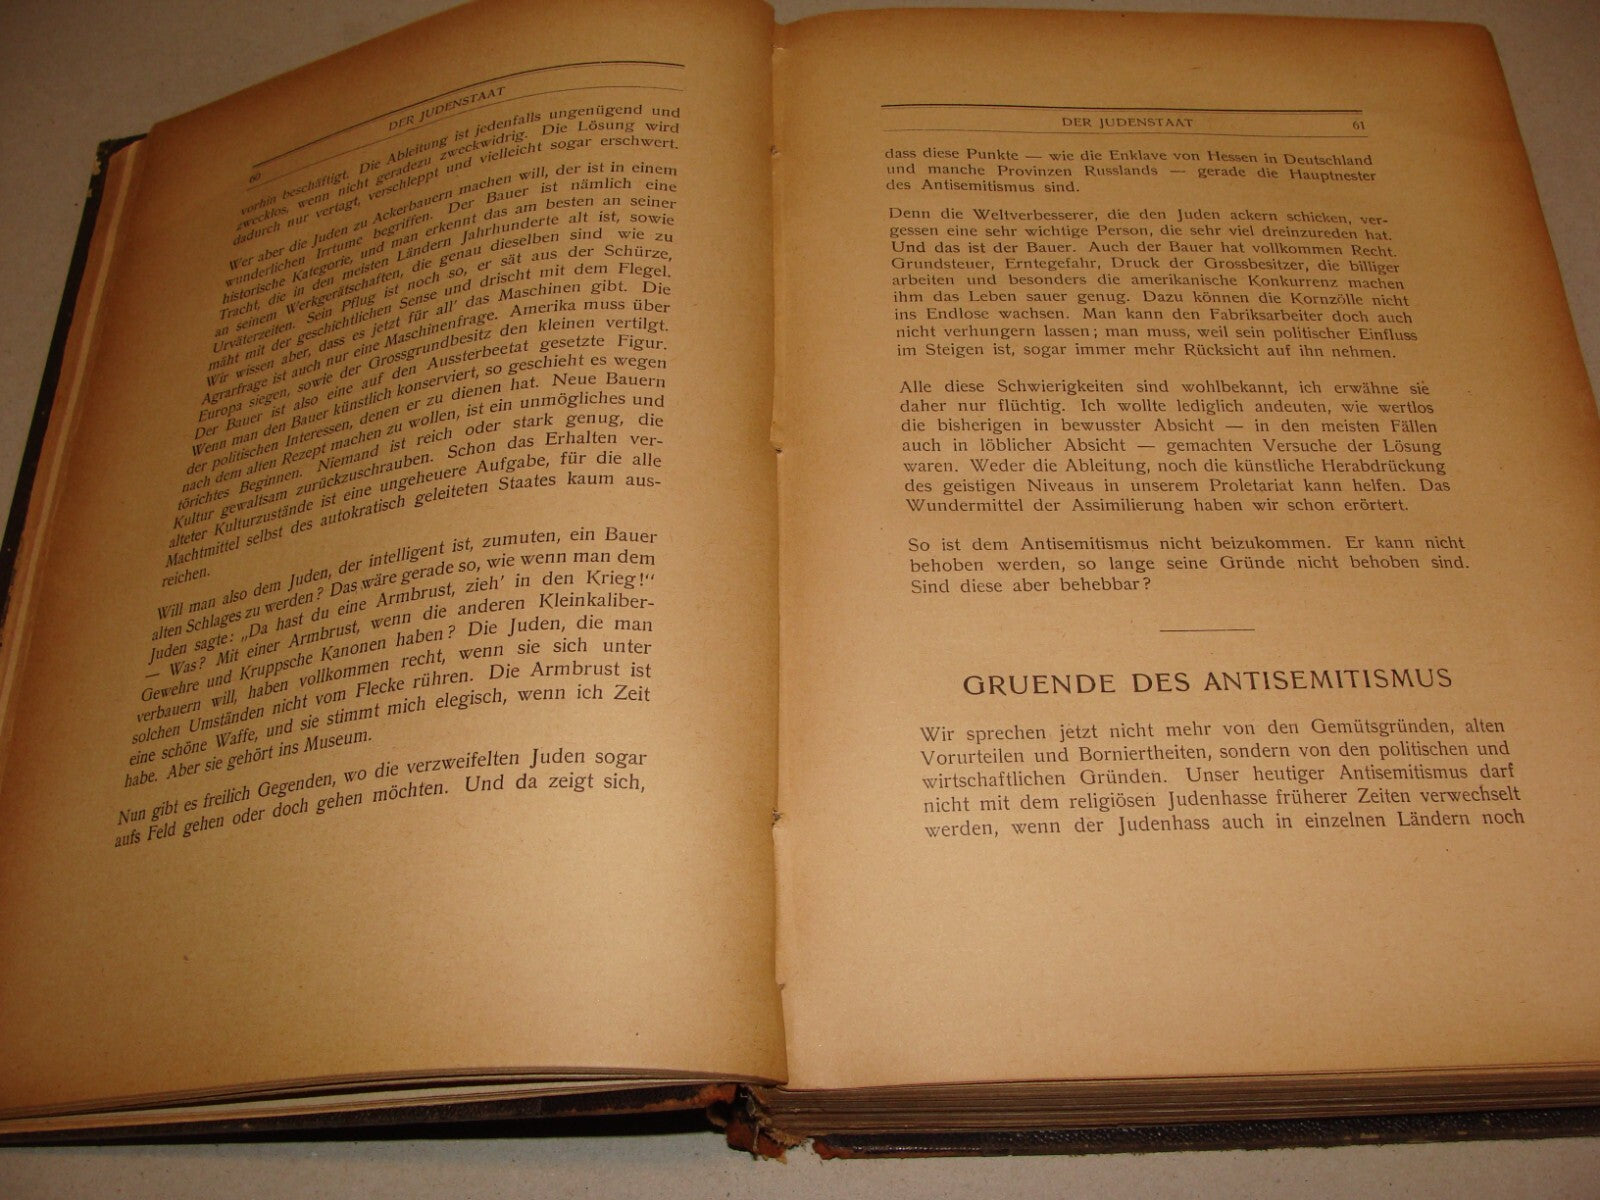 60
DER JUDENSTAAT
vorhin beschäftigt. Die Ableitung ist jedenfalls ungenügend und
zwecklos, wenn nicht geradezu zweckwidrig. Die Lösung wird
dadurch nur vertagt, verschleppt und vielleicht sogar erschwert.
Wer aber die Juden zu Ackerbauern machen will, der ist in einem
wunderlichen Irrtume begriffen. Der Bauer ist nämlich eine
historische Kategorie, und man erkennt das am besten an seiner
Tracht, die in den meisten Ländern Jahrhunderte alt ist, sowie
an seinem Werkgerätschaften, die genau dieselben sind wie zu
Urväterzeiten. Sein Pflug ist noch so, er sät aus der Schürze,
mäht mit der geschichtlichen Sense und drischt mit dem Flegel.
Wir wissen aber, dass es jetzt für all' das Maschinen gibt. Die
Agrarfrage ist auch nur eine Maschinenfrage. Amerika muss über
Europa siegen, sowie der Grossgrundbesitz den kleinen vertilgt.
Der Bauer ist also eine auf den Aussterbeetat gesetzte Figur.
Wenn man den Bauer künstlich konserviert, so geschieht es wegen
der politischen Interessen, denen er zu dienen hat. Neue Bauern
nach dem alten Rezept machen zu wollen, ist ein unmögliches und
törichtes Beginnen. Niemand ist reich oder stark genug, die
Kultur gewaltsam zurückzuschrauben. Schon das Erhalten ver-
alteter Kulturzustände ist eine ungeheuere Aufgabe, für die alle
Machtmittel selbst des autokratisch geleiteten Staates kaum aus-
reichen.
Will man also dem Juden, der intelligent ist, zumuten, ein Bauer
alten Schlages zu werden? Das wäre gerade so, wie wenn man dem
Juden sagte: „Da hast du eine Armbrust, zieh' in den Krieg!“
— Was? Mit einer Armbrust, wenn die anderen Kleinkaliber-
Gewehre und Kruppsche Kanonen haben? Die Juden, die man
verbauern will, haben vollkommen recht, wenn sie sich unter
solchen Umständen nicht vom Flecke rühren. Die Armbrust ist
eine schöne Waffe, und sie stimmt mich elegisch, wenn ich Zeit
habe. Aber sie gehört ins Museum.
Nun gibt es freilich Gegenden, wo die verzweifelten Juden sogar
aufs Feld gehen oder doch gehen möchten. Und da zeigt sich,
DER JUDENSTAAT
61
dass diese Punkte — wie die Enklave von Hessen in Deutschland
und manche Provinzen Russlands — gerade die Hauptnester
des Antisemitismus sind.
Denn die Weltverbesserer, die den Juden ackern schicken, ver-
gessen eine sehr wichtige Person, die sehr viel dreinzureden hat.
Und das ist der Bauer. Auch der Bauer hat vollkommen Recht.
Grundsteuer, Erntegefahr, Druck der Grossbesitzer, die billiger
arbeiten und besonders die amerikanische Konkurrenz machen
ihm das Leben sauer genug. Dazu können die Kornzölle nicht
ins Endlose wachsen. Man kann den Fabriksarbeiter doch auch
nicht verhungern lassen; man muss, weil sein politischer Einfluss
im Steigen ist, sogar immer mehr Rücksicht auf ihn nehmen.
Alle diese Schwierigkeiten sind wohlbekannt, ich erwähne sie
daher nur flüchtig. Ich wollte lediglich andeuten, wie wertlos
die bisherigen in bewusster Absicht — in den meisten Fällen
auch in löblicher Absicht — gemachten Versuche der Lösung
waren. Weder die Ableitung, noch die künstliche Herabdrückung
des geistigen Niveaus in unserem Proletariat kann helfen. Das
Wundermittel der Assimilierung haben wir schon erörtert.
So ist dem Antisemitismus nicht beizukommen. Er kann nicht
behoben werden, so lange seine Gründe nicht behoben sind.
Sind diese aber behebbar?
GRUENDE DES ANTISEMITISMUS
Wir sprechen jetzt nicht mehr von den Gemütsgründen, alten
Vorurteilen und Borniertheiten, sondern von den politischen und
wirtschaftlichen Gründen. Unser heutiger Antisemitismus darf
nicht mit dem religiösen Judenhasse früherer Zeiten verwechselt
werden, wenn der Judenhass auch in einzelnen Ländern noch